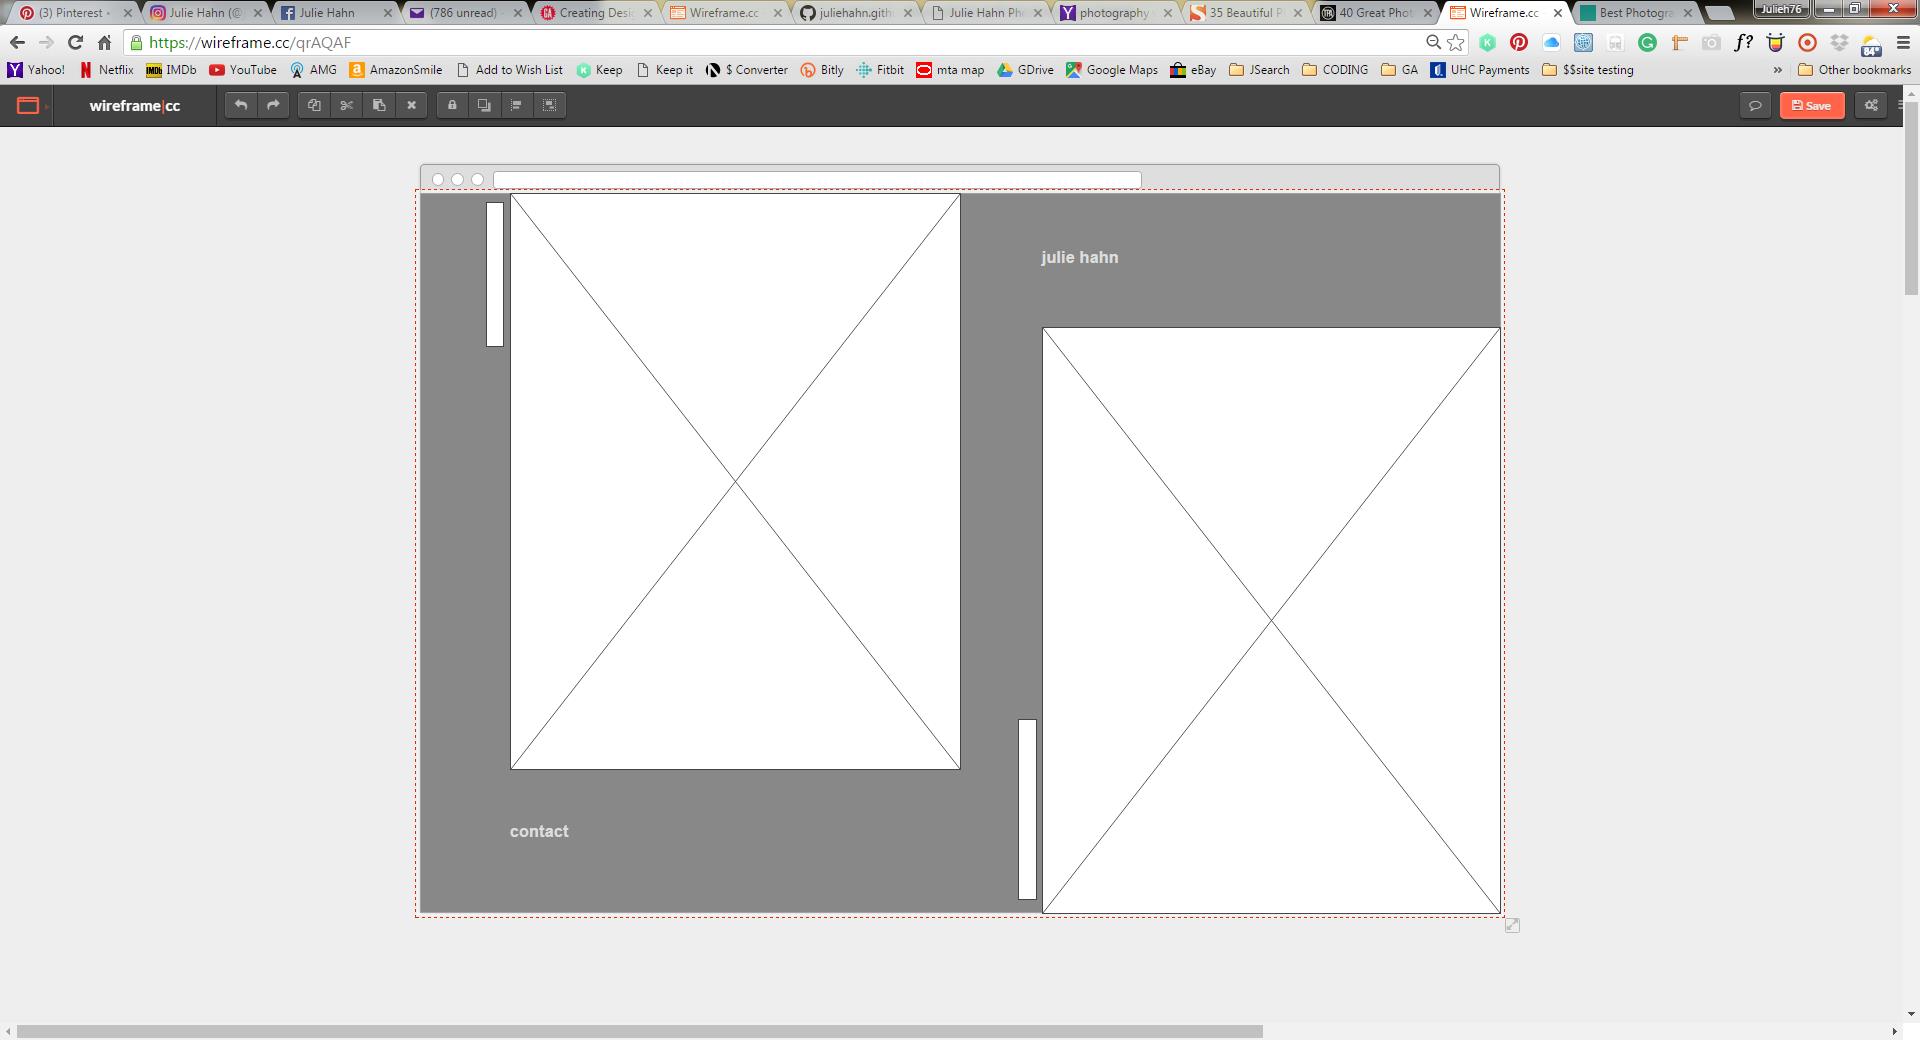 (3) Pinterest •
Julie Hahn (@
Julie Hahn
(786 unread) -
Creating Desi
Wireframe.cc
juliehahn.gith
Julie Hahn Ph
photography
35 Beautiful P
40 Great Phot
Wireframe.cc
Best Photogra
Julieh76
https://wireframe.cc/qrAQAF
f?
84°
Yahoo!
Netflix
IMDb
YouTube
AMG
AmazonSmile
Add to Wish List
Keep
Keep it
$ Converter
Bitly
Fitbit
mta map
GDrive
Google Maps
eBay
JSearch
CODING
GA
UHC Payments
$$site testing
»
Other bookmarks
wireframe|cc
Save
julie hahn
contact